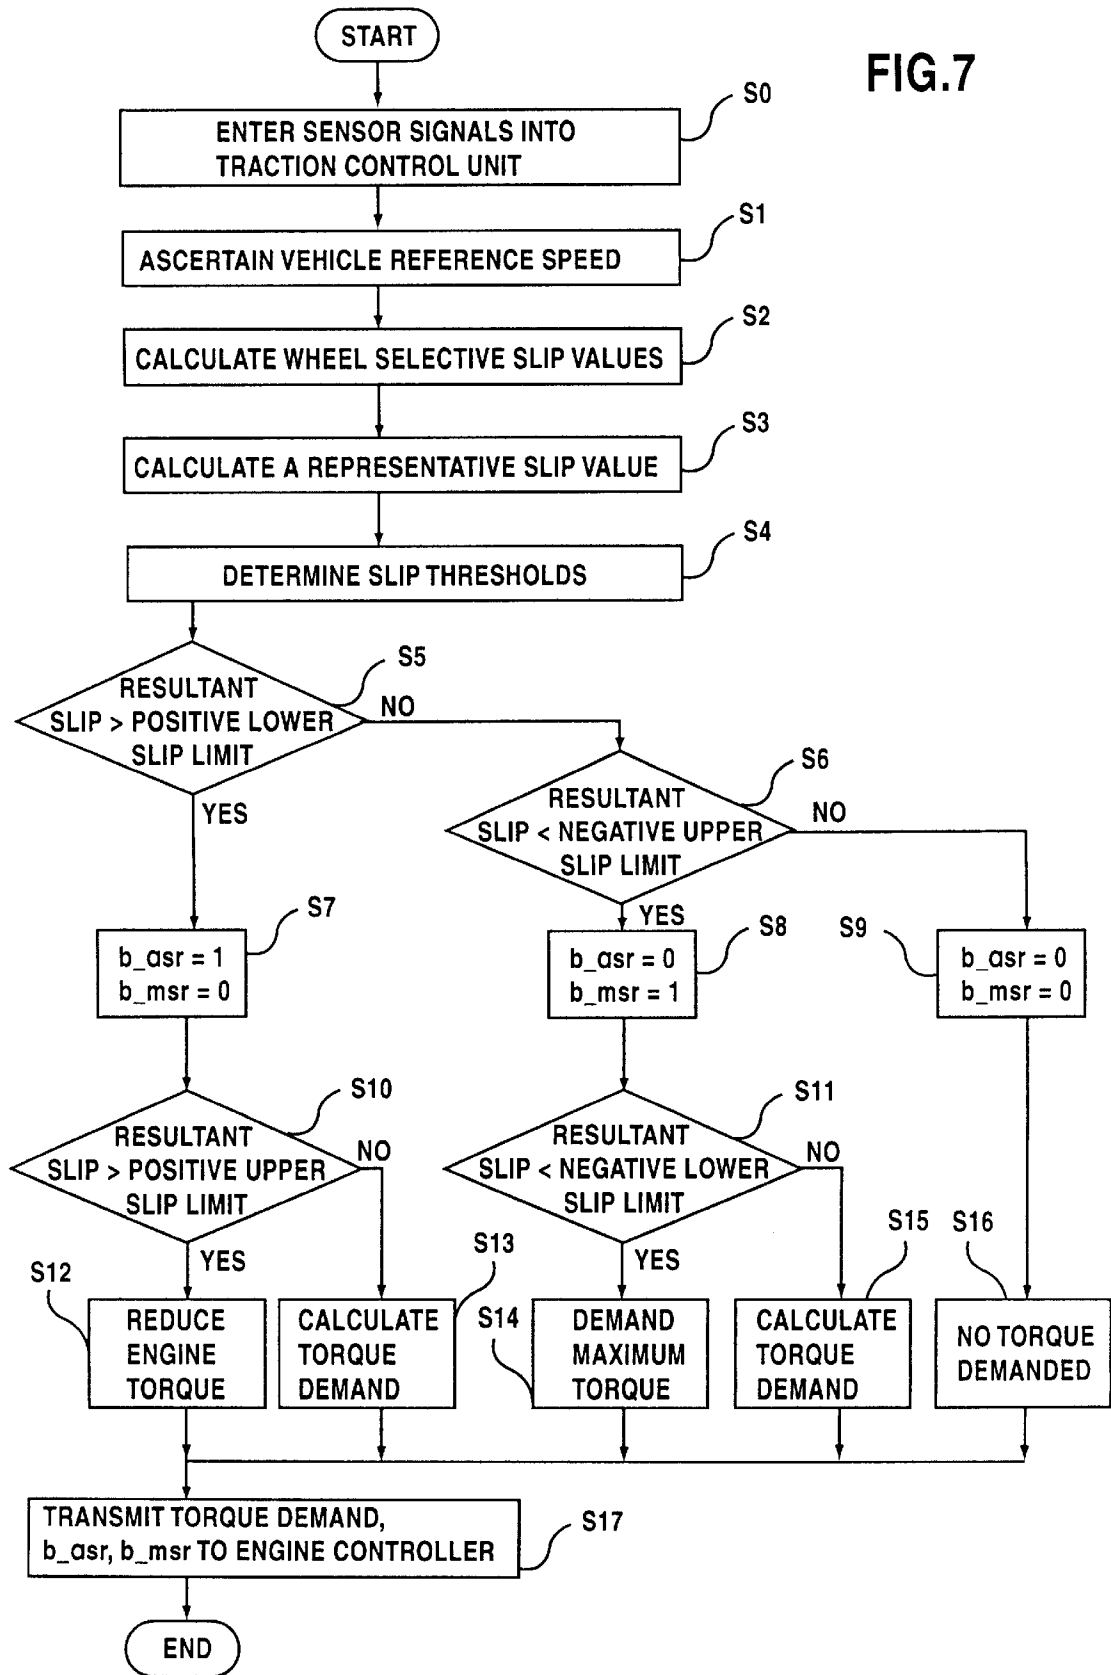 START
FIG.7
S0
ENTER SENSOR SIGNALS INTO
TRACTION CONTROL UNIT
S1
ASCERTAIN VEHICLE REFERENCE SPEED
S2
CALCULATE WHEEL SELECTIVE SLIP VALUES
S3
CALCULATE A REPRESENTATIVE SLIP VALUE
S4
DETERMINE SLIP THRESHOLDS
S5
RESULTANT
SLIP > POSITIVE LOWER
SLIP LIMIT
NO
YES
S6
RESULTANT
SLIP < NEGATIVE UPPER
SLIP LIMIT
NO
YES
S7
b_asr = 1
b_msr = 0
S8
b_asr = 0
b_msr = 1
S9
b_asr = 0
b_msr = 0
S10
RESULTANT
SLIP > POSITIVE UPPER
SLIP LIMIT
NO
YES
S11
RESULTANT
SLIP < NEGATIVE LOWER
SLIP LIMIT
NO
YES
S12
REDUCE
ENGINE
TORQUE
S13
CALCULATE
TORQUE
DEMAND
S14
DEMAND
MAXIMUM
TORQUE
S15
CALCULATE
TORQUE
DEMAND
S16
NO TORQUE
DEMANDED
TRANSMIT TORQUE DEMAND,
b_asr, b_msr TO ENGINE CONTROLLER
S17
END